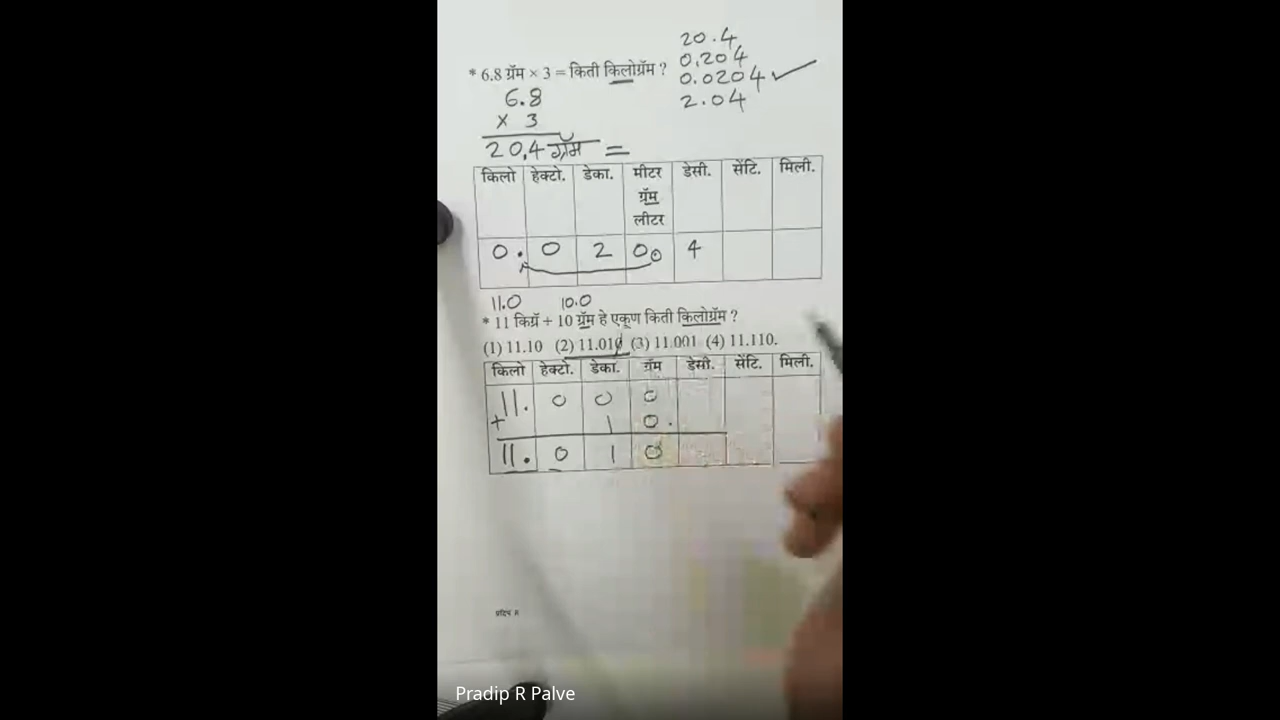 20.4
0.204
* 6.8 ग्रॅम × 3 = किती किलोग्रॅम ?
0.0204 ✓
6.8
2.04
× 3
20.4 ग्रॅम =
किलो हेक्टो. डेका. मीटर डेसी. सेंटि. मिली.
ग्रॅम
लीटर
0. 0 2 0. 4
11.0 10.0
* 11 किग्रॅ + 10 ग्रॅम हे एकूण किती किलोग्रॅम ?
(1) 11.10 (2) 11.010 (3) 11.001 (4) 11.110.
किलो हेक्टो. डेका. ग्रॅम डेसी. सेंटि. मिली.
11. 0 0 0
+ 1 0.
11. 0 1 0
प्रदिप R
Pradip R Palve